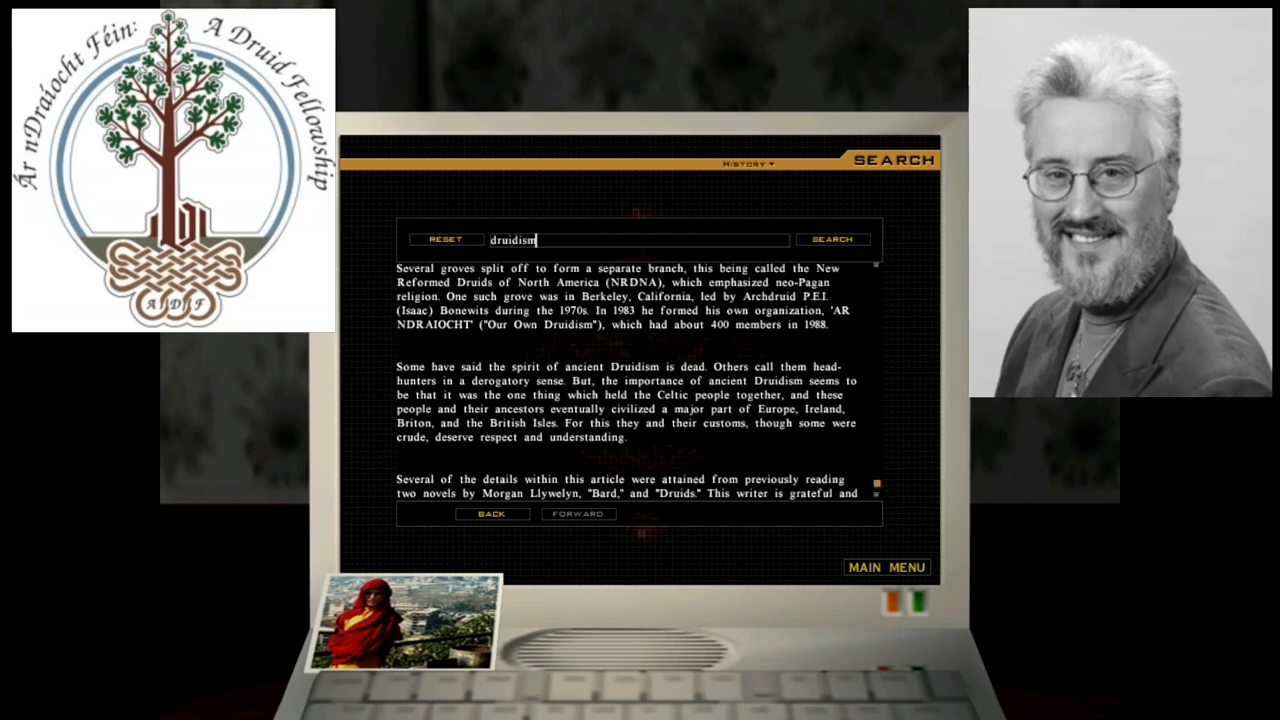 Ár nDraíocht Féin:
A Druid Fellowship
A D F
HISTORY
SEARCH
RESET
druidism
SEARCH
Several groves split off to form a separate branch, this being called the New
Reformed Druids of North America (NRDNA), which emphasized neo-Pagan
religion. One such grove was in Berkeley, California, led by Archdruid P.E.I.
(Isaac) Bonewits during the 1970s. In 1983 he formed his own organization, 'AR
NDRAIOCHT' ("Our Own Druidism"), which had about 400 members in 1988.
Some have said the spirit of ancient Druidism is dead. Others call them head-
hunters in a derogatory sense. But, the importance of ancient Druidism seems to
be that it was the one thing which held the Celtic people together, and these
people and their ancestors eventually civilized a major part of Europe, Ireland,
Briton, and the British Isles. For this they and their customs, though some were
crude, deserve respect and understanding.
Several of the details within this article were attained from previously reading
two novels by Morgan Llywelyn, "Bard," and "Druids." This writer is grateful and
BACK
FORWARD
MAIN MENU